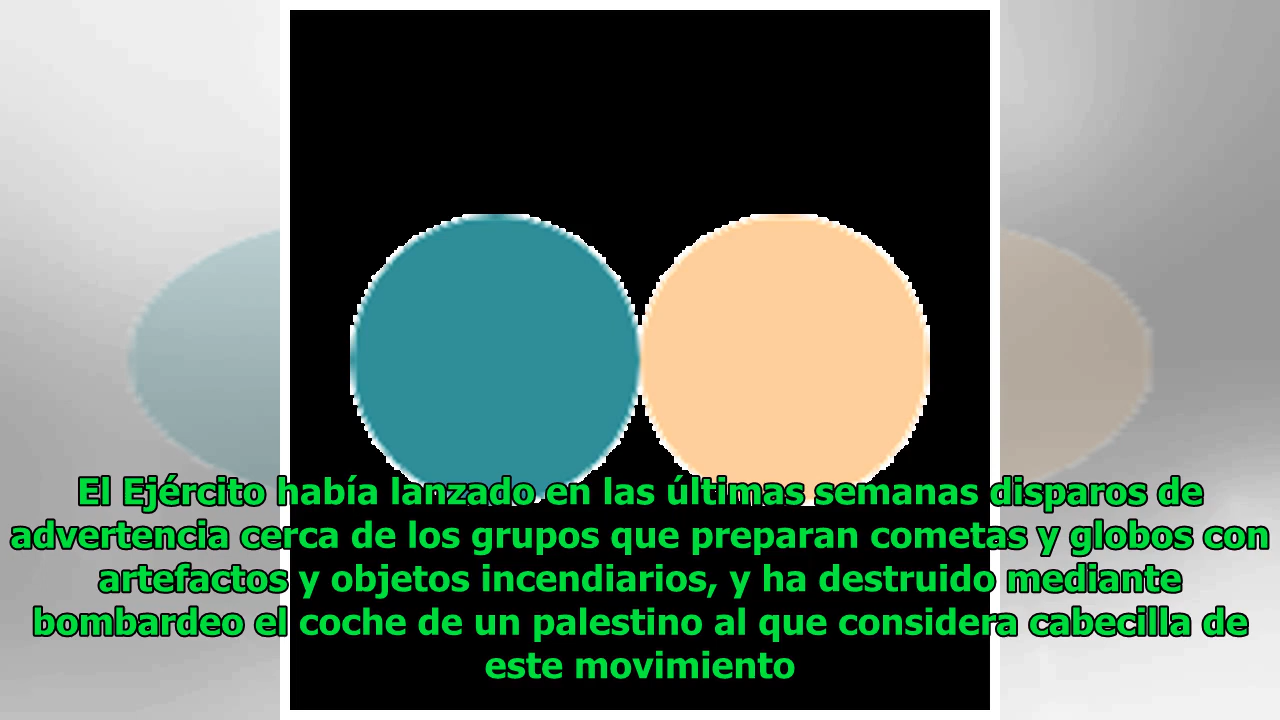 El Ejército había lanzado en las últimas semanas disparos de
advertencia cerca de los grupos que preparan cometas y globos con
artefactos y objetos incendiarios, y ha destruido mediante
bombardeo el coche de un palestino al que considera cabecilla de
este movimiento